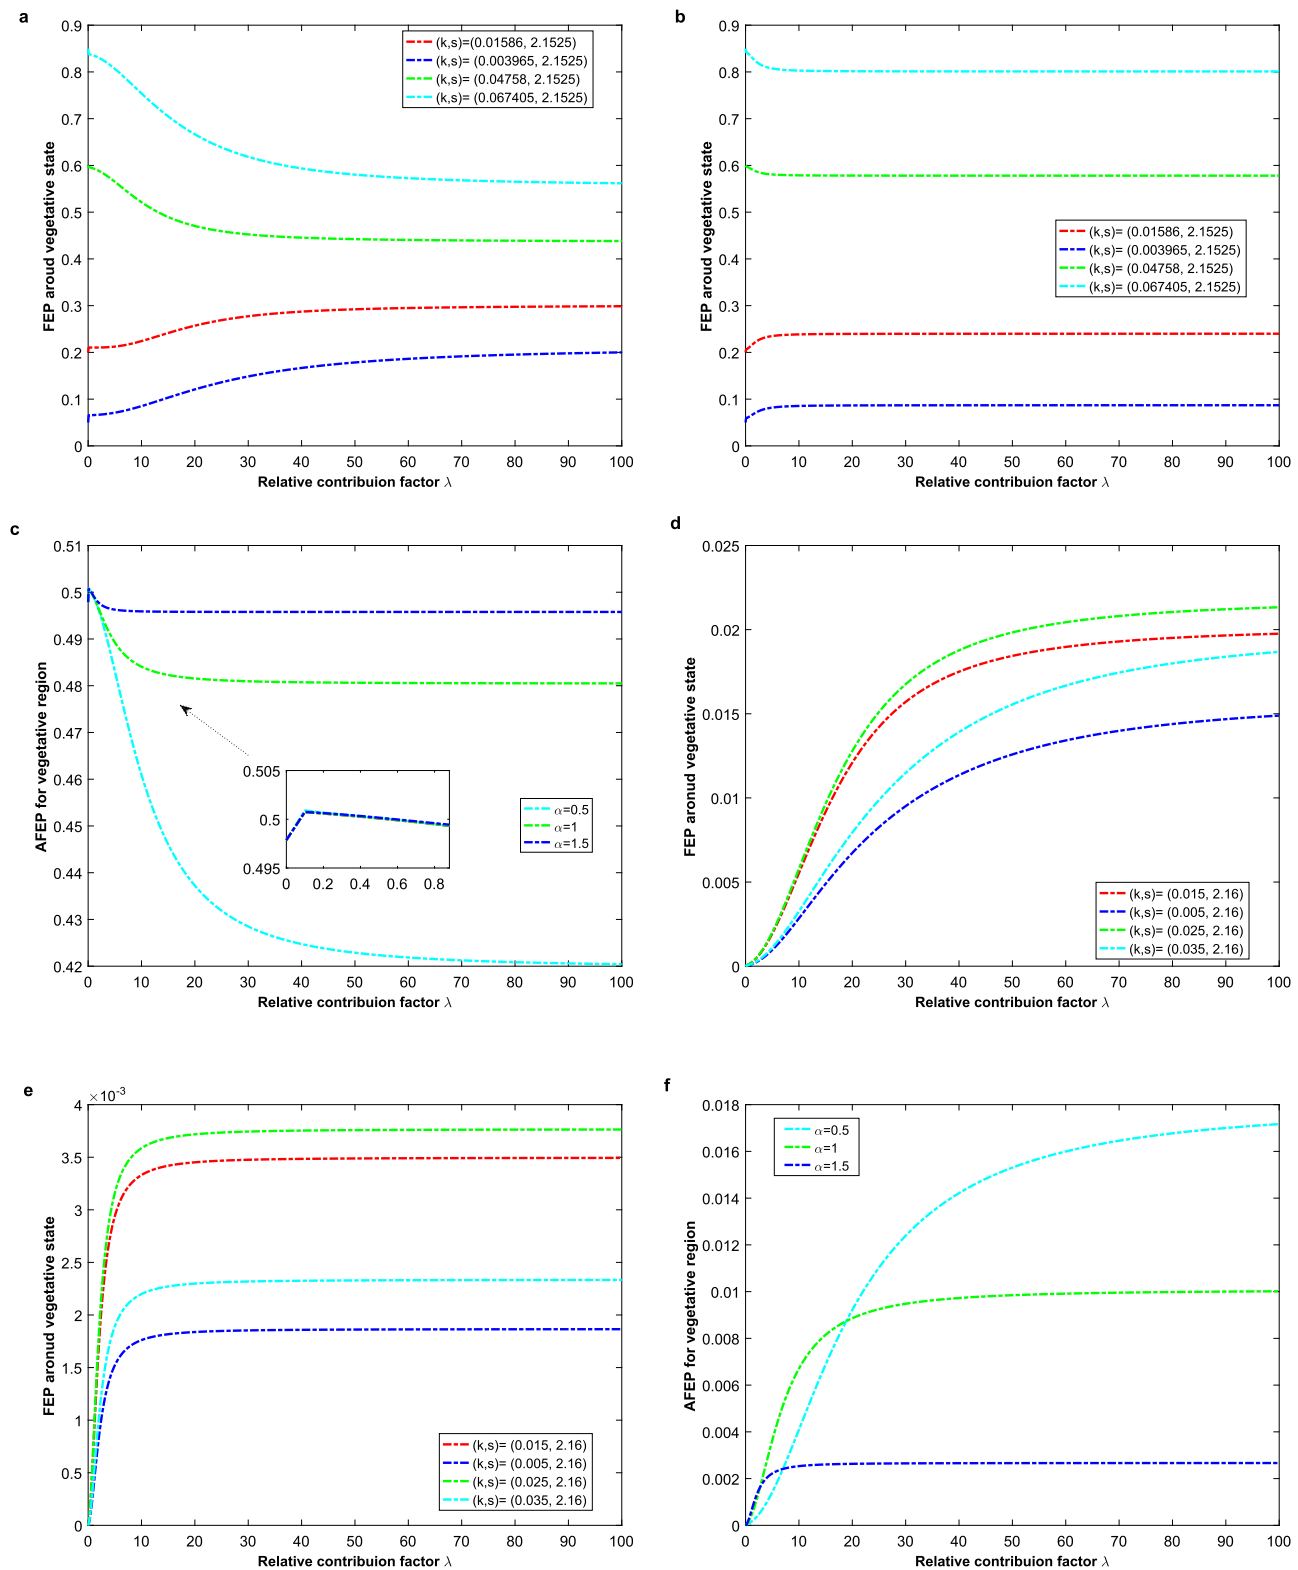 a
0.9
0.8
0.7
0.6
0.5
0.4
0.3
0.2
0.1
0
FEP aroud vegetative state
(k,s)=(0.01586, 2.1525)
(k,s)= (0.003965, 2.1525)
(k,s)= (0.04758, 2.1525)
(k,s)= (0.067405, 2.1525)
0 10 20 30 40 50 60 70 80 90 100
Relative contribuion factor λ
b
0.9
0.8
0.7
0.6
0.5
0.4
0.3
0.2
0.1
0
FEP aroud vegetative state
(k,s)= (0.01586, 2.1525)
(k,s)= (0.003965, 2.1525)
(k,s)= (0.04758, 2.1525)
(k,s)= (0.067405, 2.1525)
0 10 20 30 40 50 60 70 80 90 100
Relative contribuion factor λ
c
0.51
0.5
0.49
0.48
0.47
0.46
0.45
0.44
0.43
0.42
AFEP for vegetative region
0.505
0.5
0.495
0 0.2 0.4 0.6 0.8
α=0.5
α=1
α=1.5
0 10 20 30 40 50 60 70 80 90 100
Relative contribuion factor λ
d
0.025
0.02
0.015
0.01
0.005
0
FEP aronud vegetative state
(k,s)= (0.015, 2.16)
(k,s)= (0.005, 2.16)
(k,s)= (0.025, 2.16)
(k,s)= (0.035, 2.16)
0 10 20 30 40 50 60 70 80 90 100
Relative contribuion factor λ
e
×10-3
4
3.5
3
2.5
2
1.5
1
0.5
0
FEP aronud vegetative state
(k,s)= (0.015, 2.16)
(k,s)= (0.005, 2.16)
(k,s)= (0.025, 2.16)
(k,s)= (0.035, 2.16)
0 10 20 30 40 50 60 70 80 90 100
Relative contribuion factor λ
f
0.018
0.016
0.014
0.012
0.01
0.008
0.006
0.004
0.002
0
AFEP for vegetative region
α=0.5
α=1
α=1.5
0 10 20 30 40 50 60 70 80 90 100
Relative contribuion factor λ